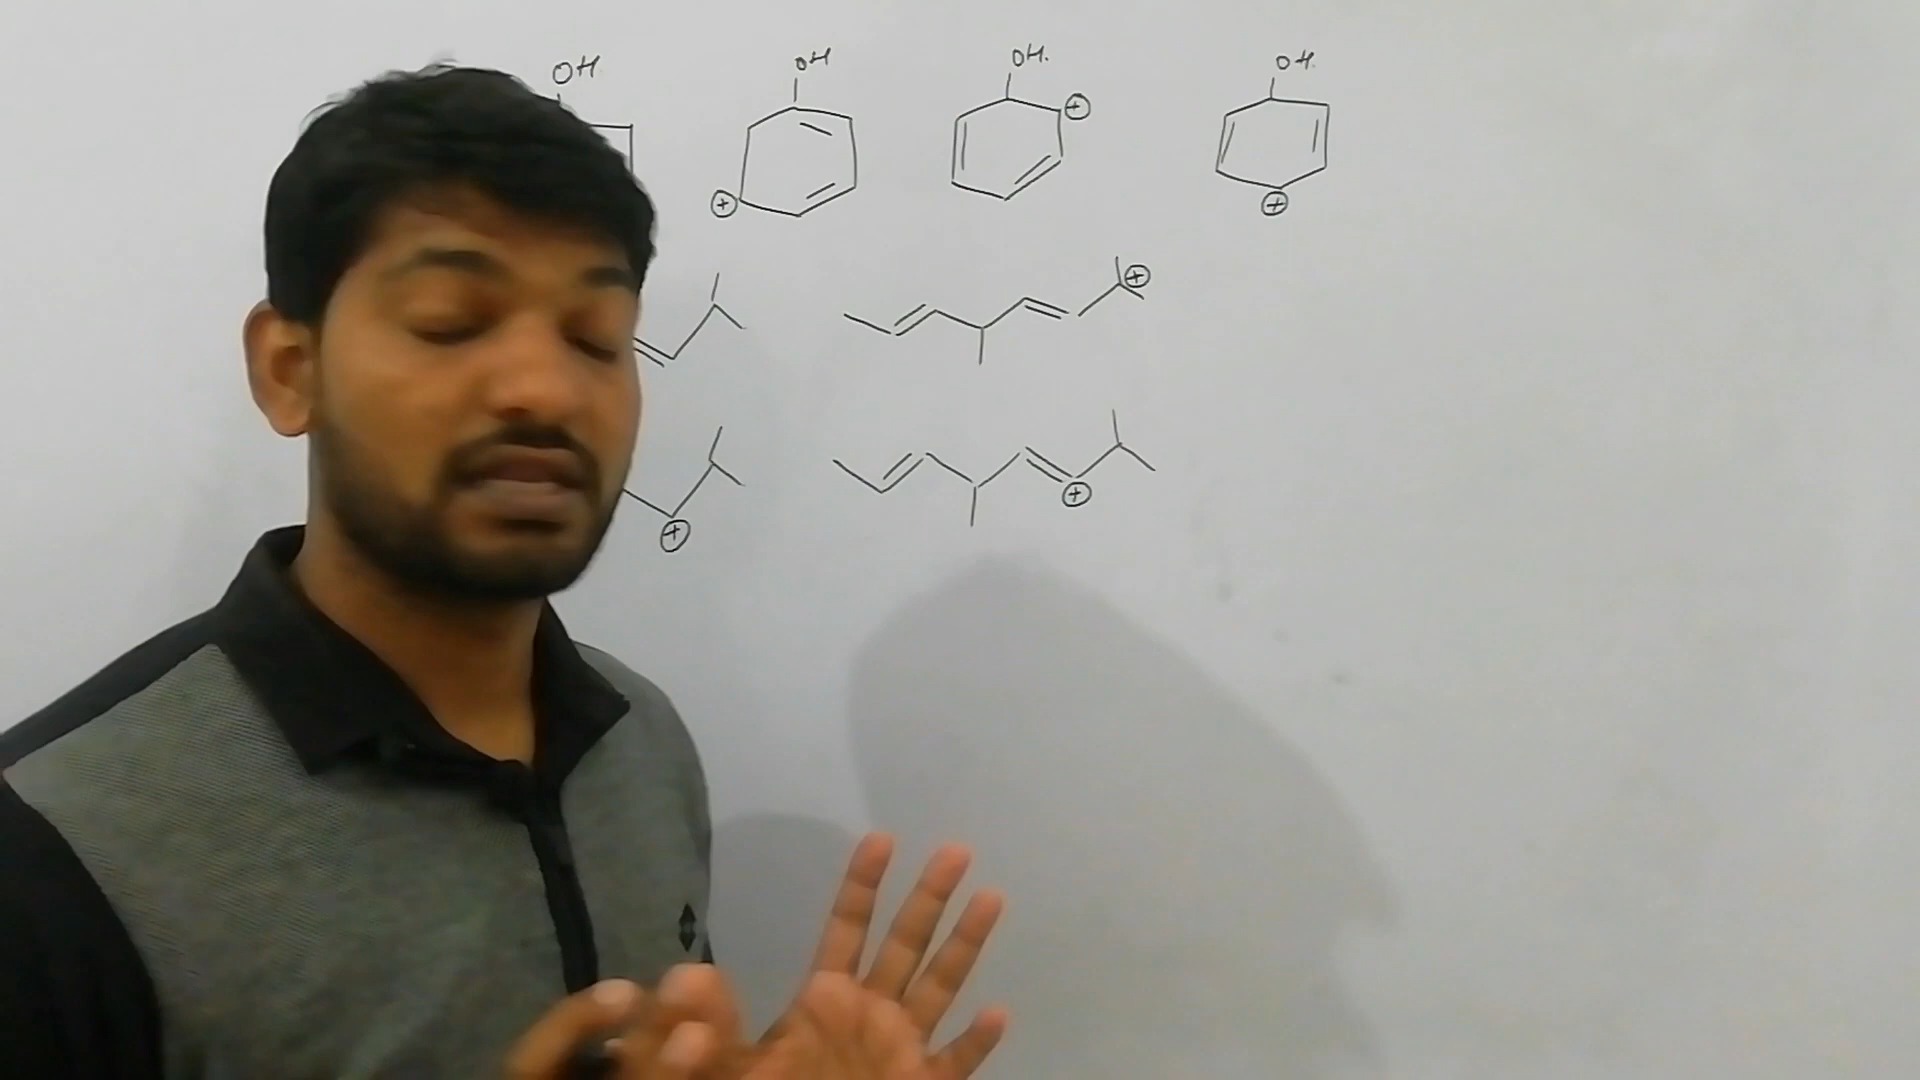 OH OH OH. OH.
⊕ ⊕ ⊕
⊕
⊕ ⊕